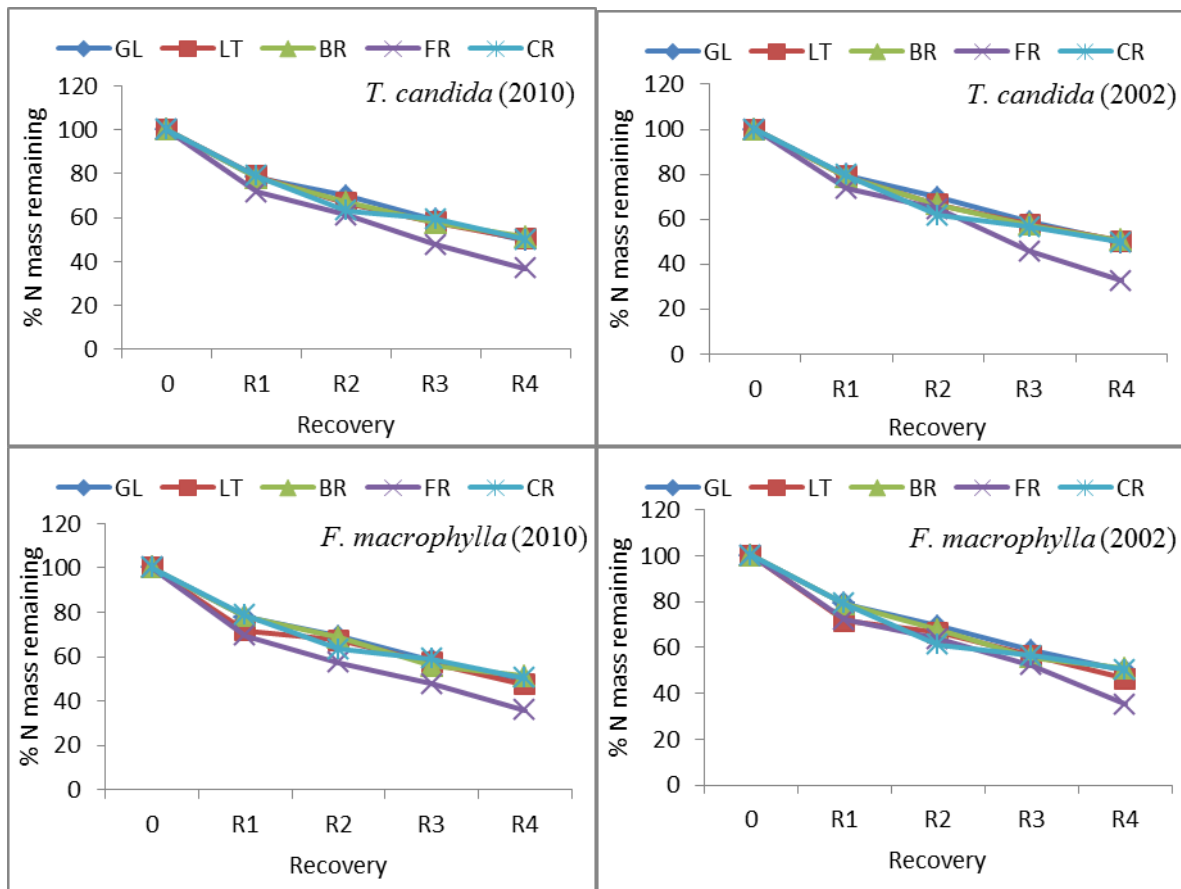 GL LT BR FR CR
T. candida (2010)
120
100
80
60
40
20
0
% N mass remaining
0 R1 R2 R3 R4
Recovery
GL LT BR FR CR
T. candida (2002)
120
100
80
60
40
20
0
% N mass remaining
0 R1 R2 R3 R4
Recovery
GL LT BR FR CR
F. macrophylla (2010)
120
100
80
60
40
20
0
% N mass remaining
0 R1 R2 R3 R4
Recovery
GL LT BR FR CR
F. macrophylla (2002)
120
100
80
60
40
20
0
% N mass remaining
0 R1 R2 R3 R4
Recovery